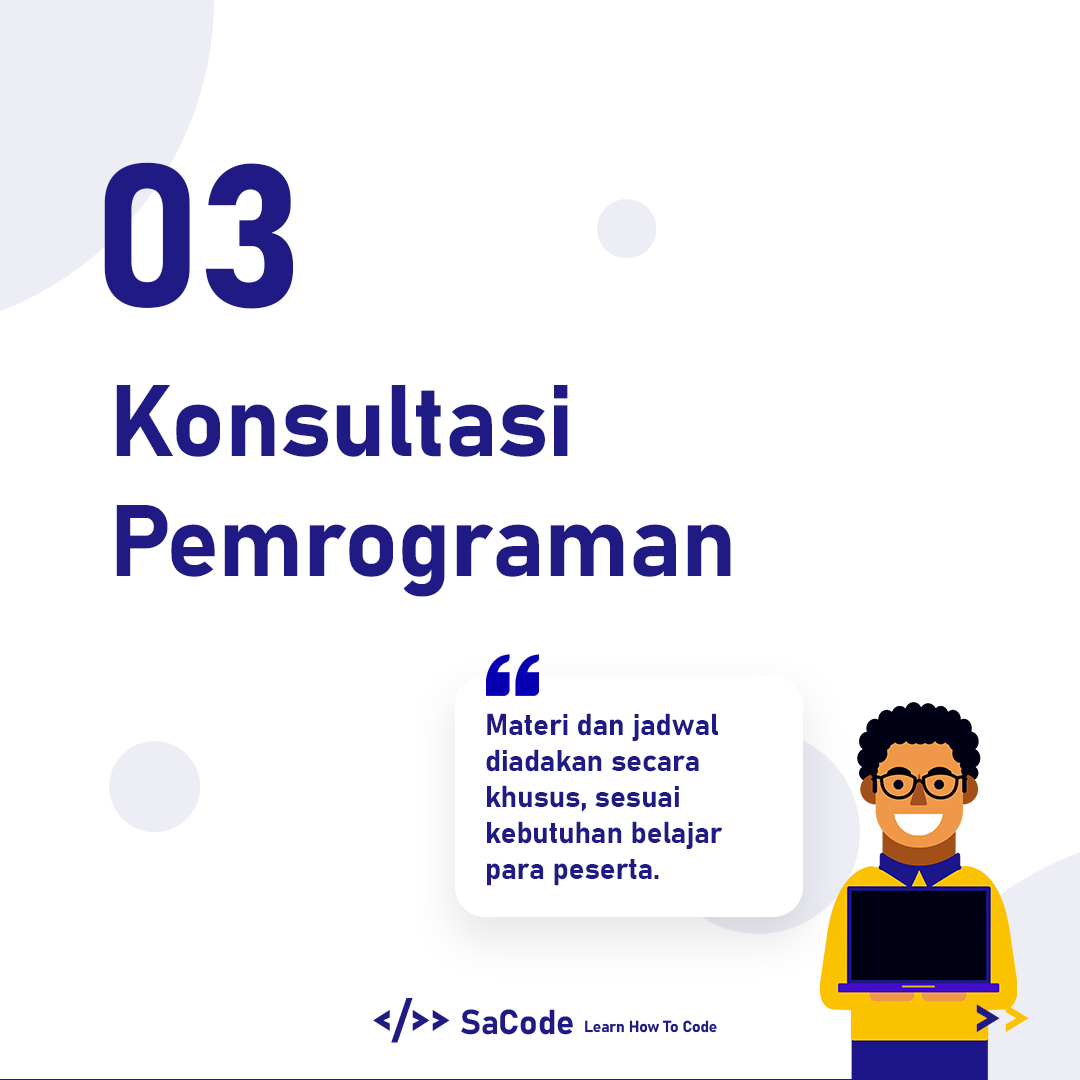 03
Konsultasi
Pemrograman
“
Materi dan jadwal
diadakan secara
khusus, sesuai
kebutuhan belajar
para peserta.
</>> SaCode Learn How To Code
>>